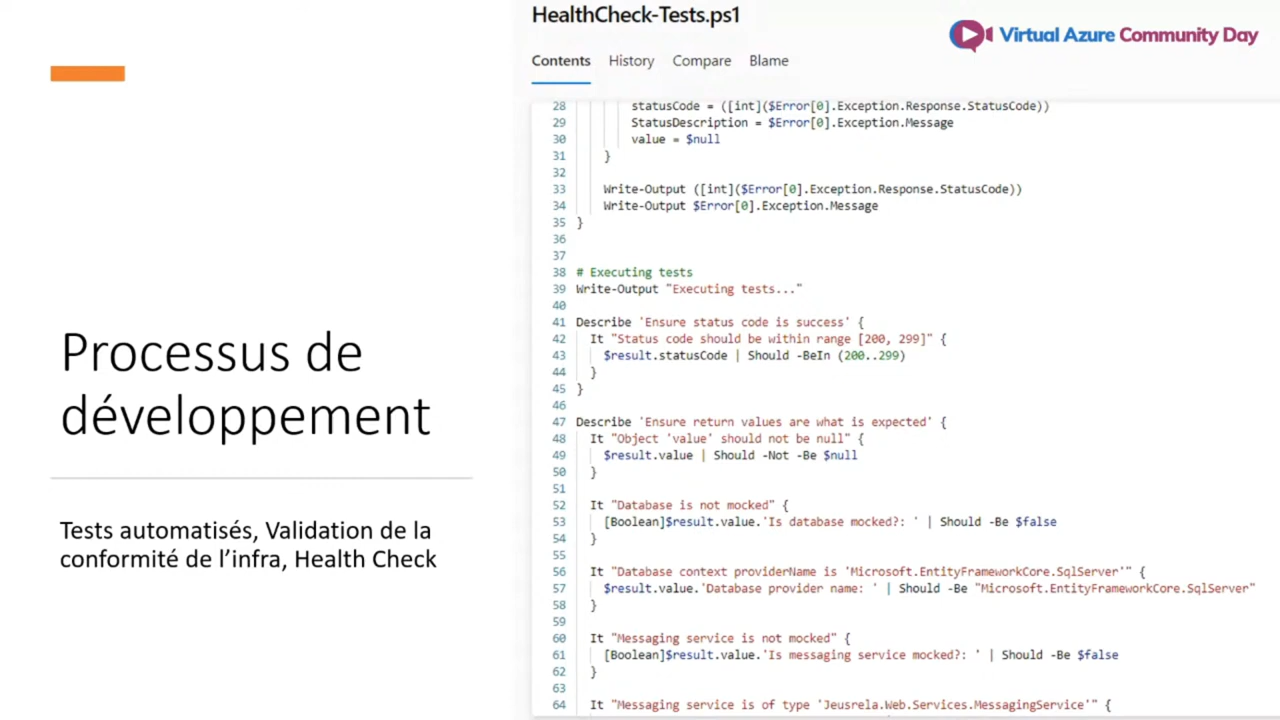 HealthCheck-Tests.ps1
Virtual Azure Community Day
Contents History Compare Blame
Processus de
développement
Tests automatisés, Validation de la
conformité de l’infra, Health Check
28 statusCode = ([int]($Error[0].Exception.Response.StatusCode))
29 StatusDescription = $Error[0].Exception.Message
30 value = $null
31 }
32
33 Write-Output ([int]($Error[0].Exception.Response.StatusCode))
34 Write-Output $Error[0].Exception.Message
35 }
36
37
38 # Executing tests
39 Write-Output "Executing tests..."
40
41 Describe 'Ensure status code is success' {
42 It "Status code should be within range [200, 299]" {
43 $result.statusCode | Should -BeIn (200..299)
44 }
45 }
46
47 Describe 'Ensure return values are what is expected' {
48 It "Object 'value' should not be null" {
49 $result.value | Should -Not -Be $null
50 }
51
52 It "Database is not mocked" {
53 [Boolean]$result.value.'Is database mocked?: ' | Should -Be $false
54 }
55
56 It "Database context providerName is 'Microsoft.EntityFrameworkCore.SqlServer'" {
57 $result.value.'Database provider name: ' | Should -Be "Microsoft.EntityFrameworkCore.SqlServer"
58 }
59
60 It "Messaging service is not mocked" {
61 [Boolean]$result.value.'Is messaging service mocked?: ' | Should -Be $false
62 }
63
64 It "Messaging service is of type 'Jeusrela.Web.Services.MessagingService'" {